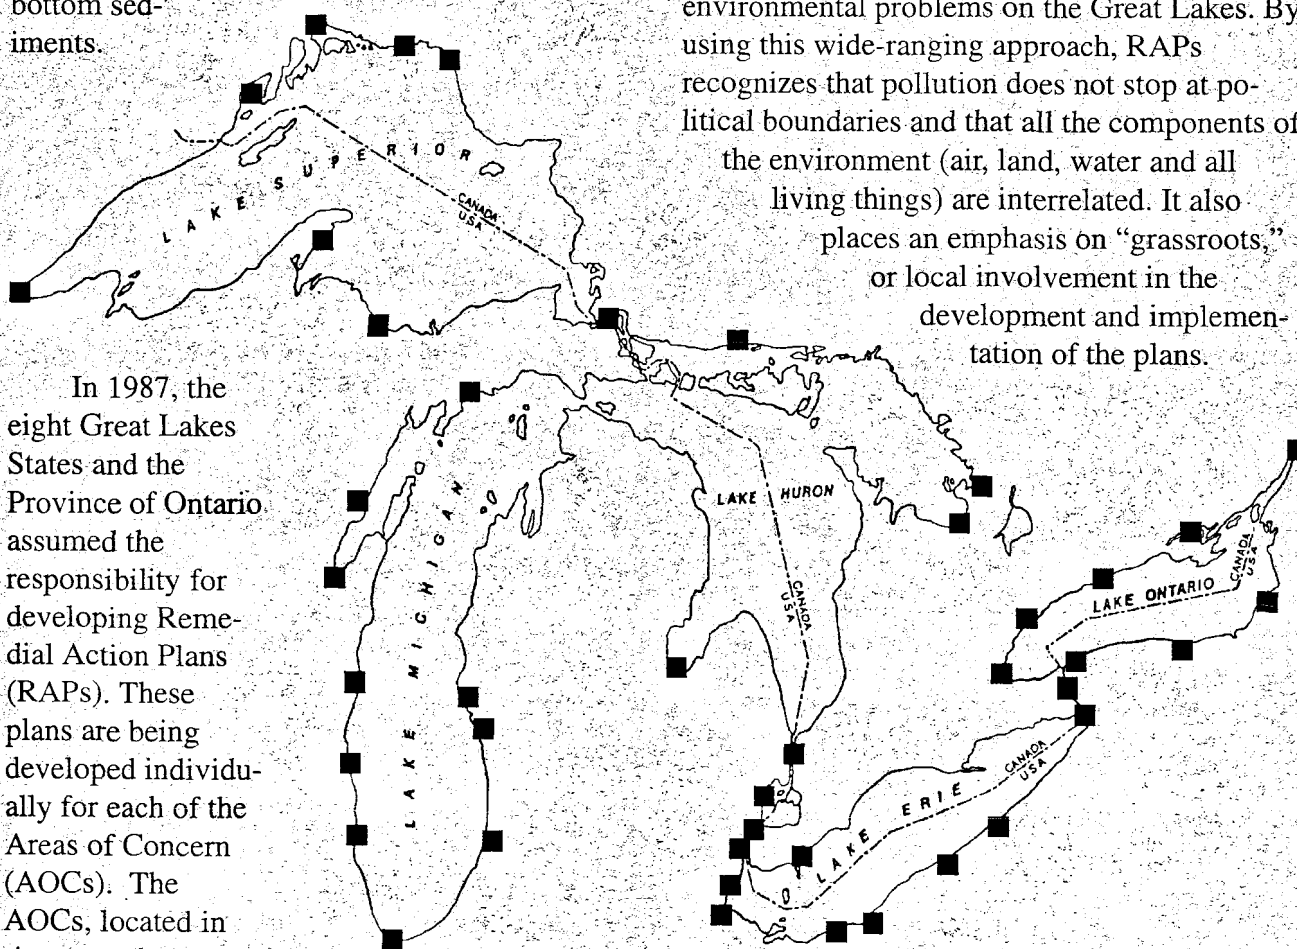 bottom sed-
iments.
In 1987, the
eight Great Lakes
States and the
Province of Ontario
assumed the
responsibility for
developing Reme-
dial Action Plans
(RAPs). These
plans are being
developed individu-
ally for each of the
Areas of Concern
(AOCs). The
AOCs, located in
environmental problems on the Great Lakes. By
using this wide-ranging approach, RAPs
recognizes that pollution does not stop at po-
litical boundaries and that all the components of
the environment (air, land, water and all
living things) are interrelated. It also
places an emphasis on “grassroots,”
or local involvement in the
development and implemen-
tation of the plans.
LAKE SUPERIOR
CANADA
USA
LAKE MICHIGAN
LAKE HURON
CANADA
USA
LAKE ERIE
CANADA
USA
LAKE ONTARIO
CANADA
USA